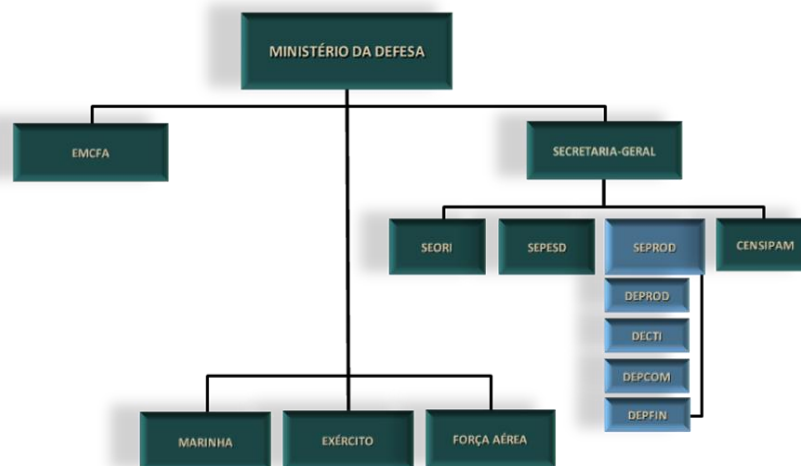 MINISTÉRIO DA DEFESA
EMCFA
SECRETARIA-GERAL
SEORI
SEPESD
SEPROD
CENSIPAM
DEPROD
DECTI
DEPCOM
DEPFIN
MARINHA
EXÉRCITO
FORÇA AÉREA